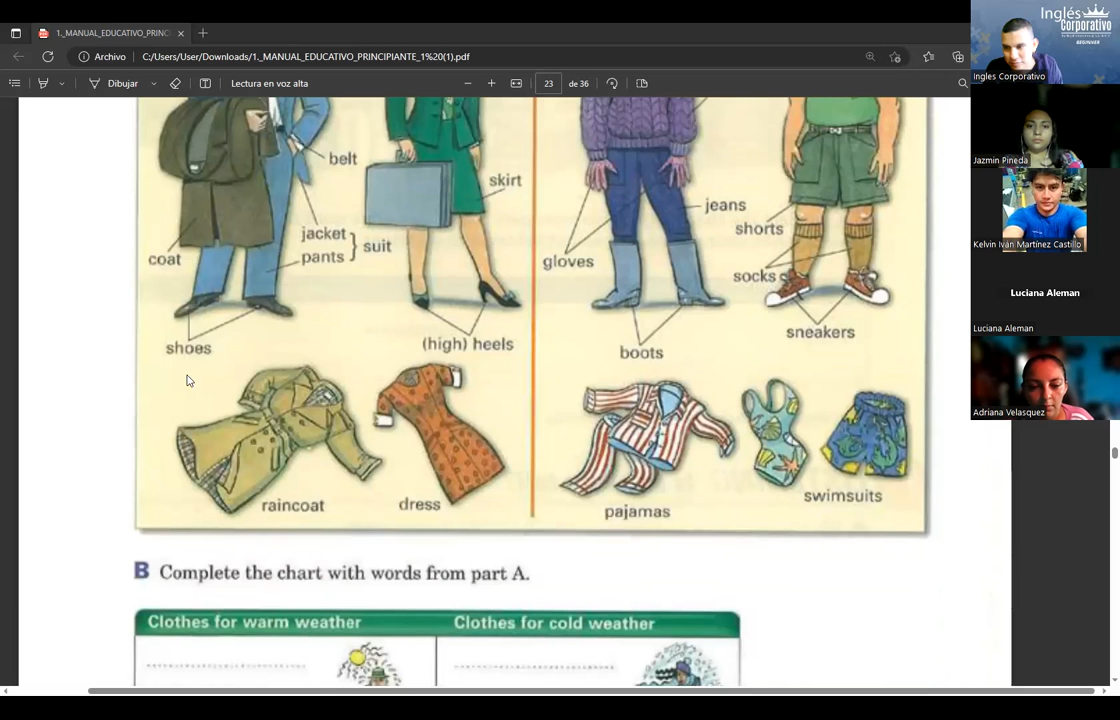 1._MANUAL_EDUCATIVO_PRINC
Archivo
C:/Users/User/Downloads/1._MANUAL_EDUCATIVO_PRINCIPIANTE_1%20(1).pdf
Dibujar
Lectura en voz alta
23
de 36
Inglés
Corporativo
BEGINNER
Ingles Corporativo
Jazmin Pineda
Kelvin Iván Martínez Castillo
Luciana Aleman
Luciana Aleman
Adriana Velasquez
belt
skirt
jacket
pants
suit
coat
shoes
(high) heels
jeans
shorts
gloves
socks
sneakers
boots
raincoat
dress
pajamas
swimsuits
B Complete the chart with words from part A.
Clothes for warm weather
Clothes for cold weather